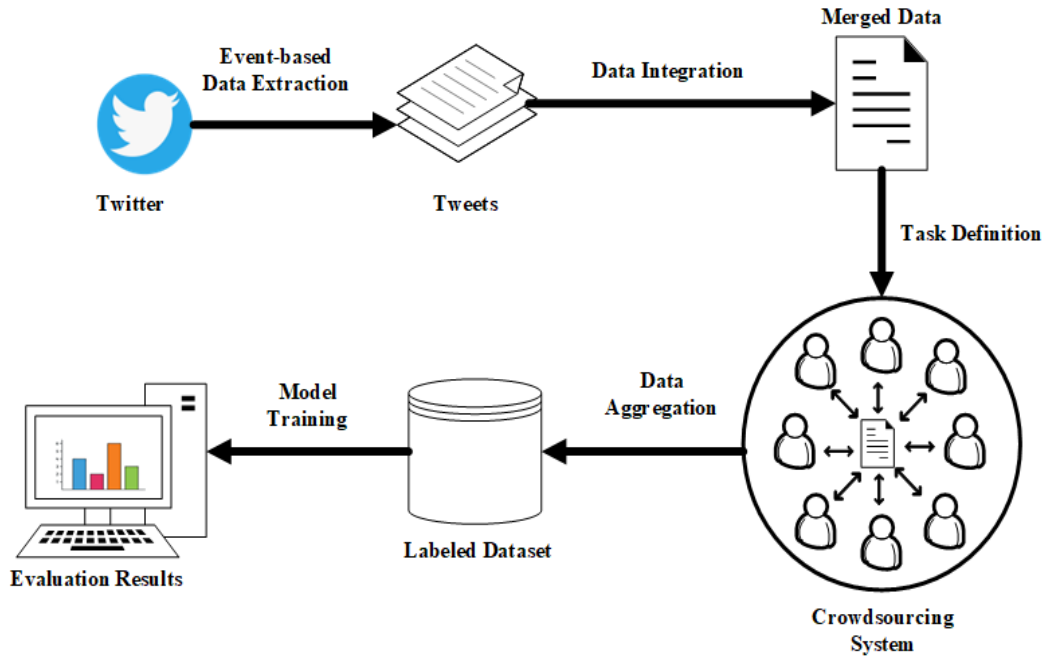 Merged Data
Event-based
Data Extraction
Data Integration
Twitter
Tweets
Task Definition
Model
Training
Data
Aggregation
Labeled Dataset
Evaluation Results
Crowdsourcing
System